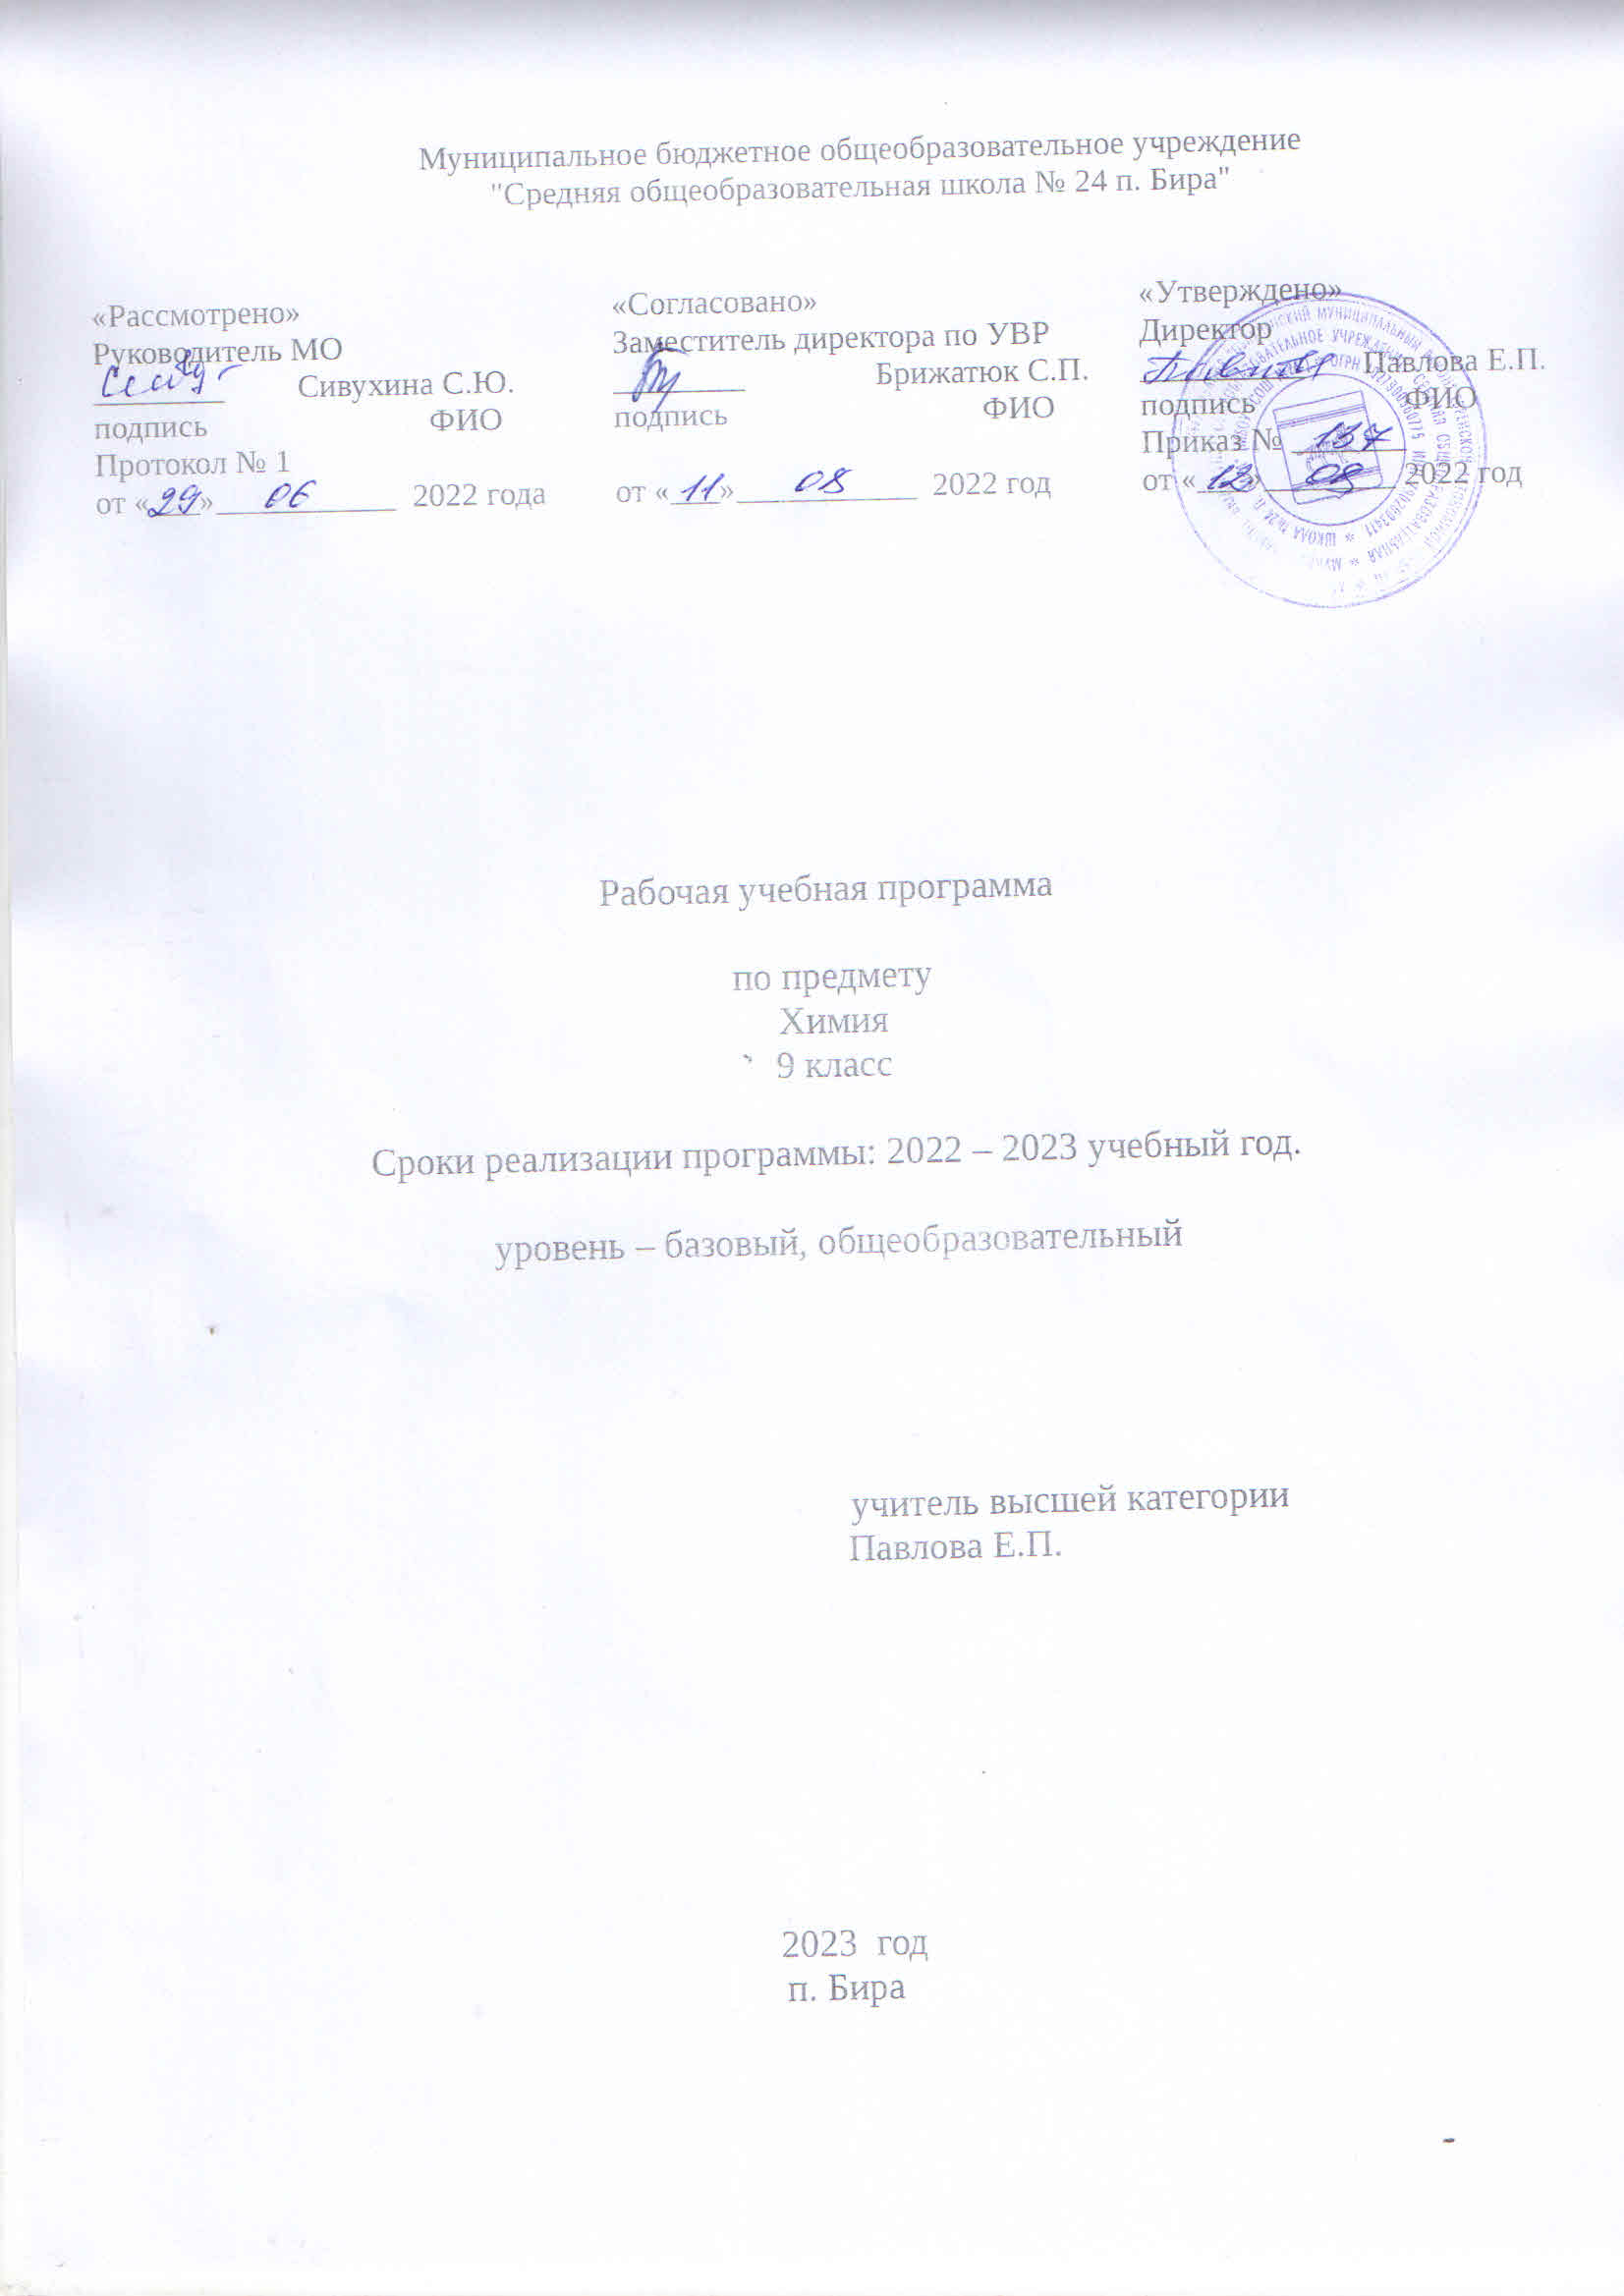 Муниципальное бюджетное общеобразовательное учреждение
"Средняя общеобразовательная школа № 24 п. Бира"
«Рассмотрено»
Руководитель МО
Сивухина С.Ю.
подпись ФИО
Протокол № 1
от «29» 06 2022 года
«Согласовано»
Заместитель директора по УВР
Брижатюк С.П.
подпись ФИО
от «11» 08 2022 год
«Утверждено»
Директор
Павлова Е.П.
подпись ФИО
Приказ № 137
от «12» 08 2022 год
Рабочая учебная программа
по предмету
Химия
9 класс
Сроки реализации программы: 2022 – 2023 учебный год.
уровень – базовый, общеобразовательный
учитель высшей категории
Павлова Е.П.
2023 год
п. Бира